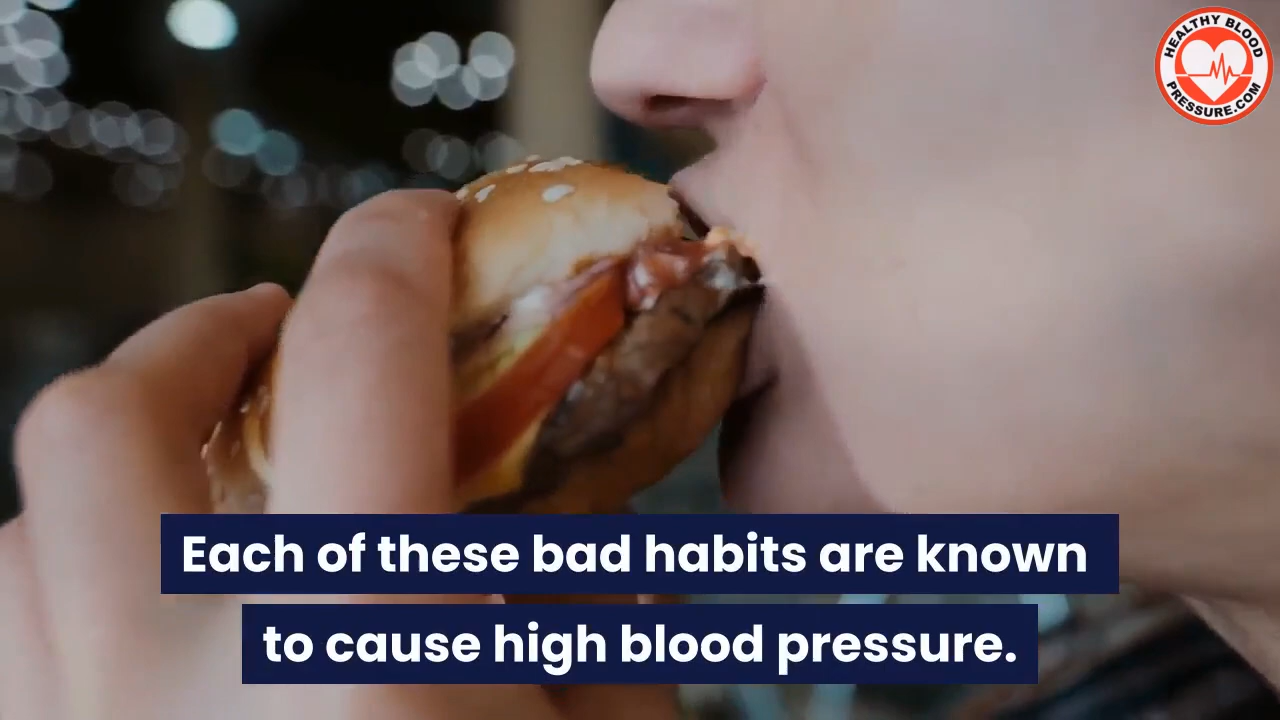 HEALTHY BLOOD
PRESSURE.COM
Each of these bad habits are known
to cause high blood pressure.